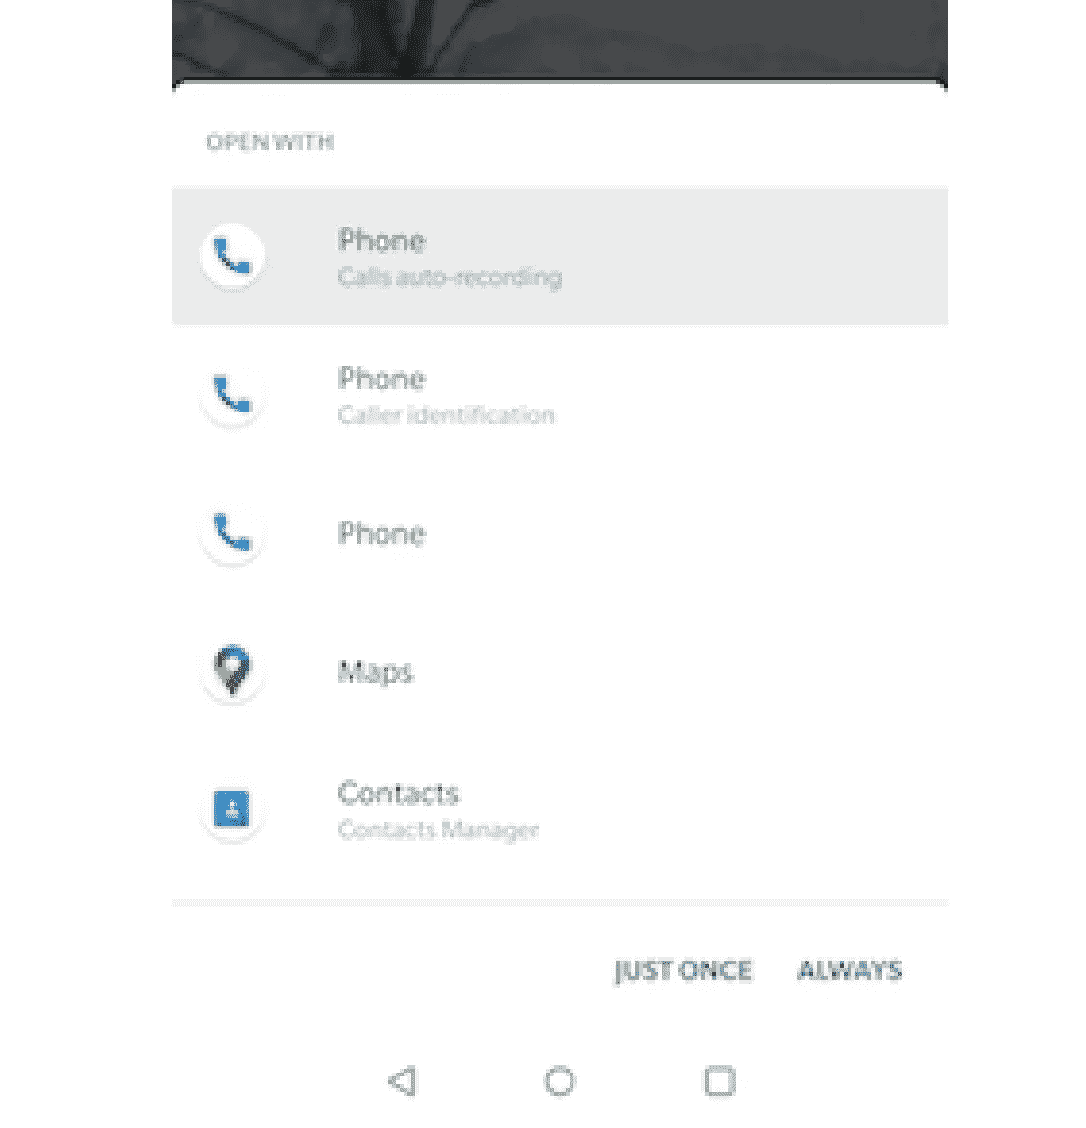 OPEN WITH
Phone
Calls auto-recording
Phone
Caller identification
Phone
Maps
Contacts
Contacts Manager
JUST ONCE ALWAYS